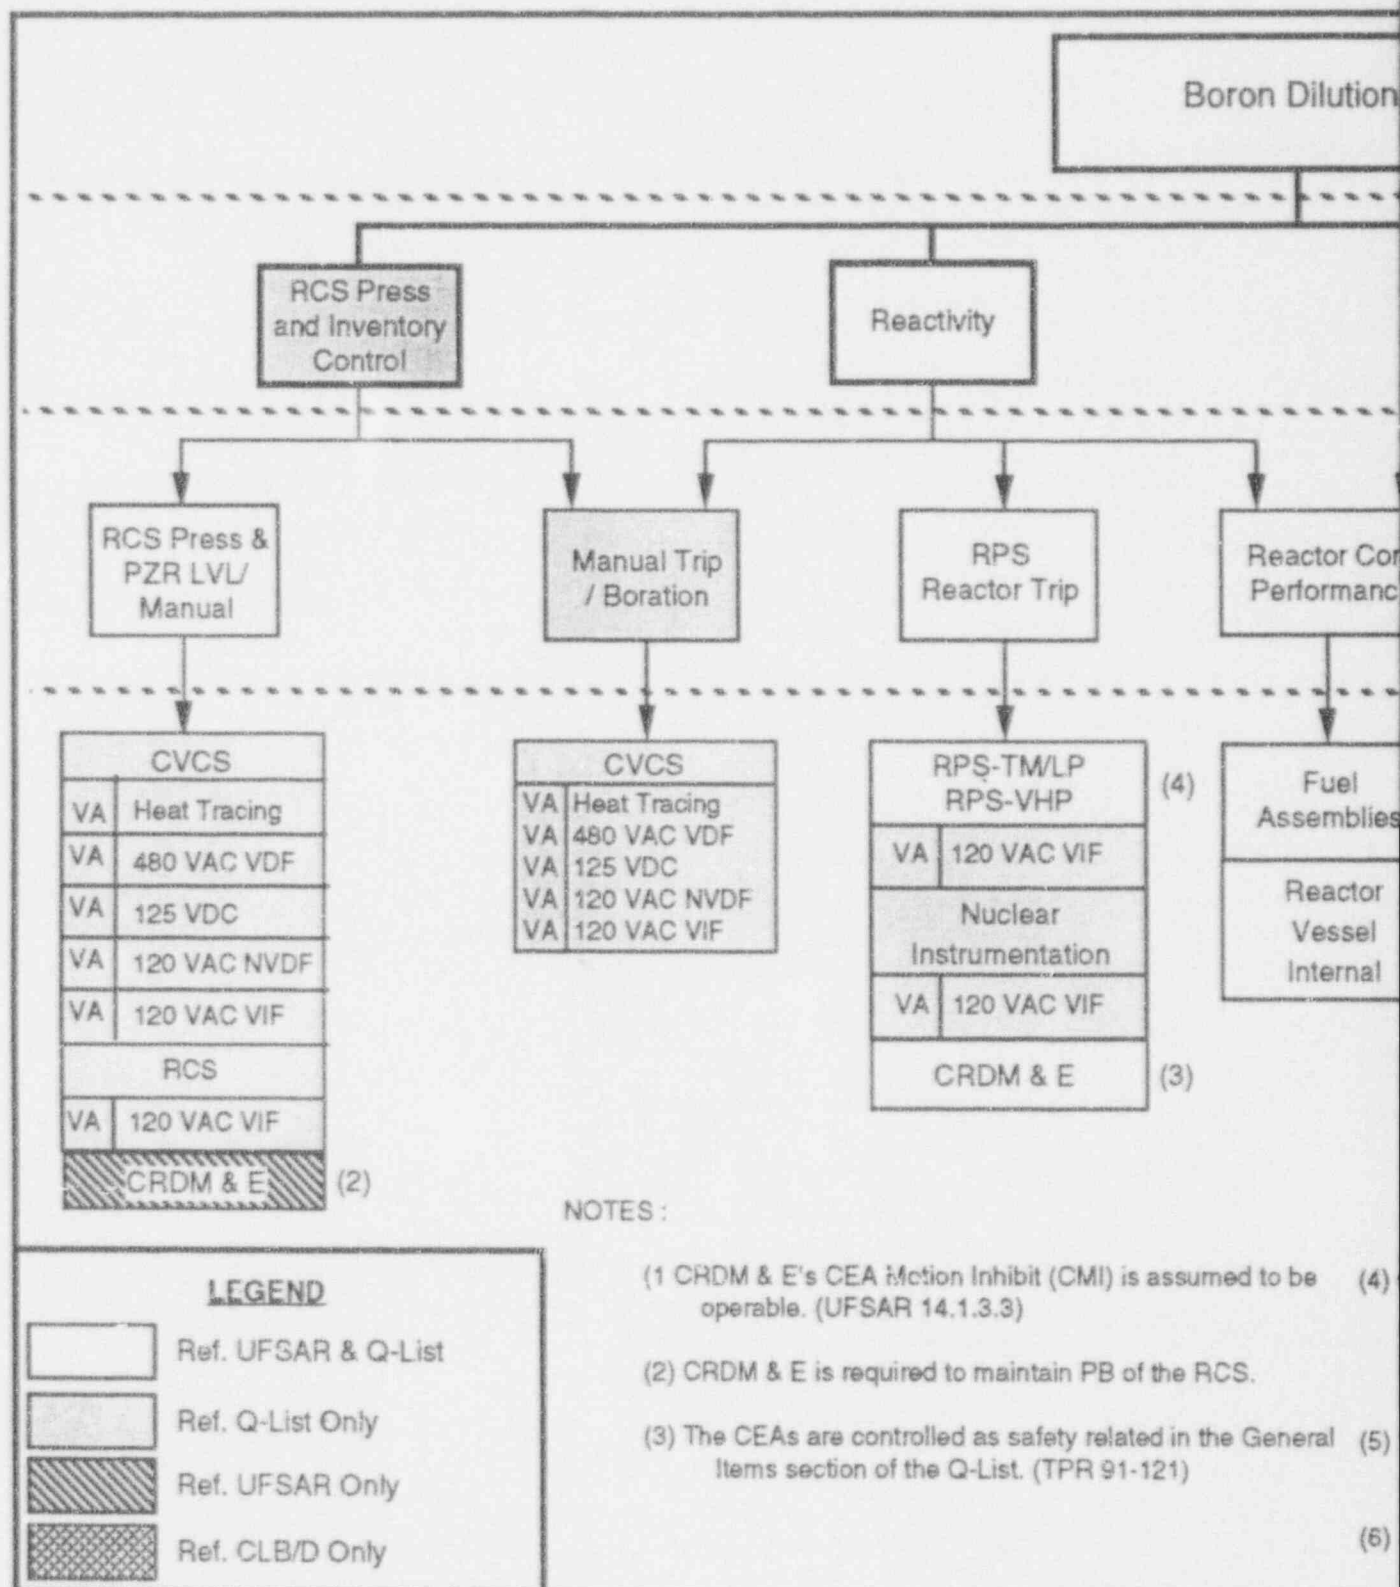 Boron Dilution
RCS Press
and Inventory
Control
Reactivity
RCS Press &
PZR LVL/
Manual
Manual Trip
/ Boration
RPS
Reactor Trip
Reactor Cor
Performanc
CVCS
VA Heat Tracing
VA 480 VAC VDF
VA 125 VDC
VA 120 VAC NVDF
VA 120 VAC VIF
RCS
VA 120 VAC VIF
CRDM & E (2)
CVCS
VA Heat Tracing
VA 480 VAC VDF
VA 125 VDC
VA 120 VAC NVDF
VA 120 VAC VIF
RPS-TM/LP
RPS-VHP
(4)
VA 120 VAC VIF
Nuclear
Instrumentation
VA 120 VAC VIF
CRDM & E (3)
Fuel
Assemblies
Reactor
Vessel
Internal
LEGEND
Ref. UFSAR & Q-List
Ref. Q-List Only
Ref. UFSAR Only
Ref. CLB/D Only
NOTES :
(1 CRDM & E's CEA Motion Inhibit (CMI) is assumed to be
operable. (UFSAR 14.1.3.3)
(2) CRDM & E is required to maintain PB of the RCS.
(3) The CEAs are controlled as safety related in the General
Items section of the Q-List. (TPR 91-121)
(4)
(5)
(6)